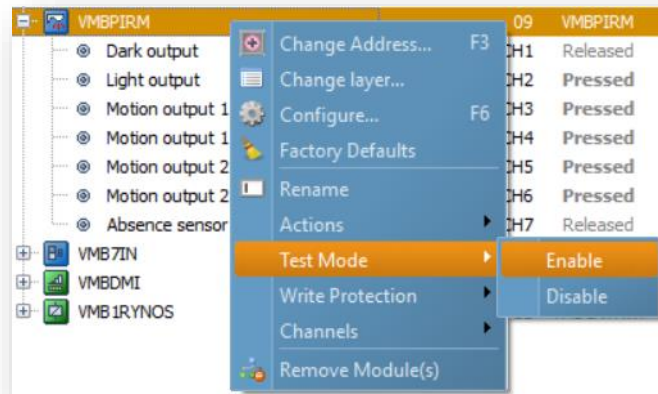 VMBPIRM 09 VMBPIRM
Dark output CH1 Released
Light output CH2 Pressed
Motion output 1 CH3 Pressed
Motion output 1 CH4 Pressed
Motion output 2 CH5 Pressed
Motion output 2 CH6 Pressed
Absence sensor CH7 Released
VMB7IN
VMBDMI
VMB1RYNOS
Change Address... F3
Change layer...
Configure... F6
Factory Defaults
Rename
Actions
Test Mode
Write Protection
Channels
Remove Module(s)
Enable
Disable